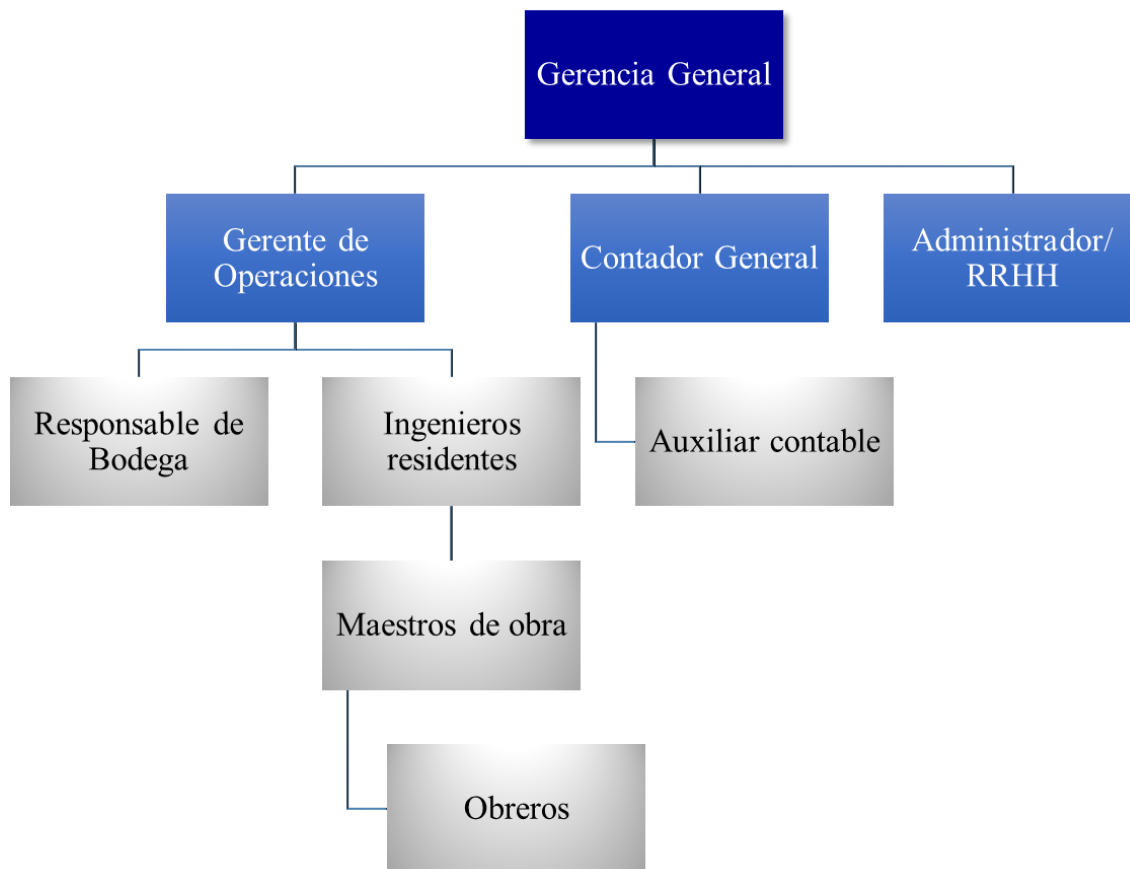 Gerencia General
Gerente de
Operaciones
Contador General
Administrador/
RRHH
Responsable de
Bodega
Ingenieros
residentes
Auxiliar contable
Maestros de obra
Obreros